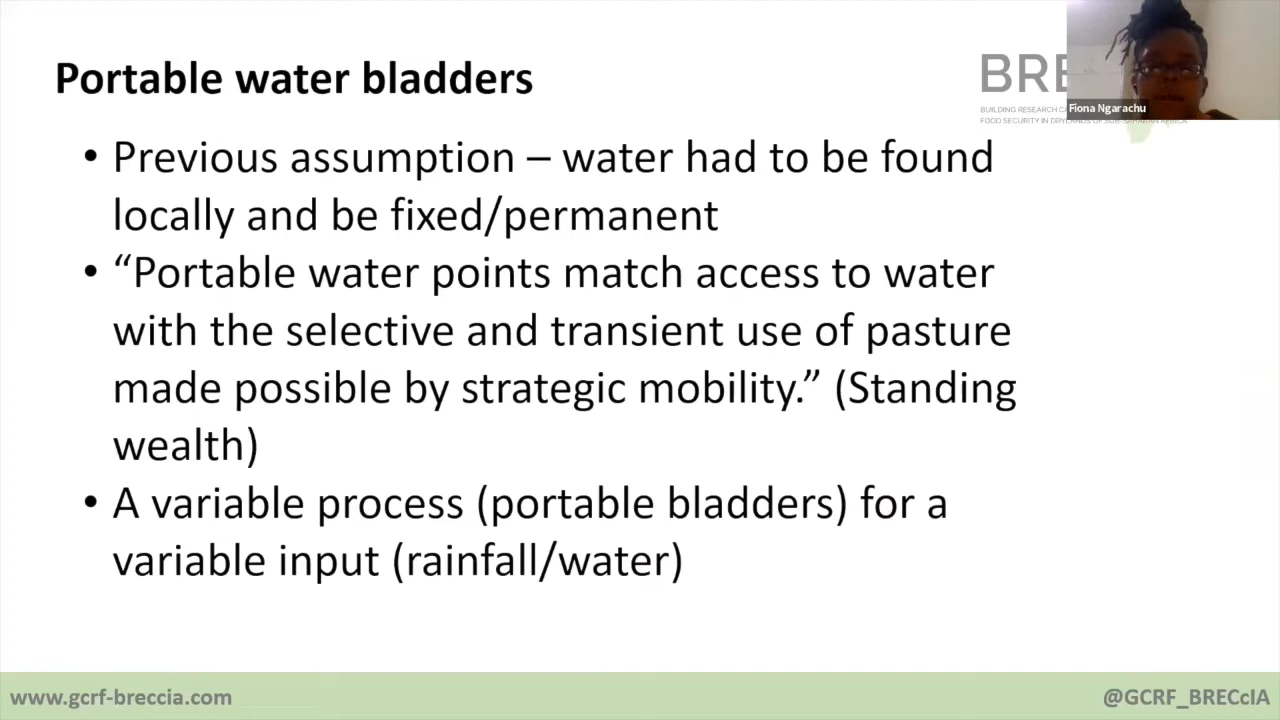 Portable water bladders
BRE
BUILDING RESEARCH
FOOD SECURITY IN DRYLANDS OF SUB-SAHARAN AFRICA
Fiona Ngarachu
• Previous assumption – water had to be found
locally and be fixed/permanent
• “Portable water points match access to water
with the selective and transient use of pasture
made possible by strategic mobility.” (Standing
wealth)
• A variable process (portable bladders) for a
variable input (rainfall/water)
www.gcrf-breccia.com
@GCRF_BRECcIA